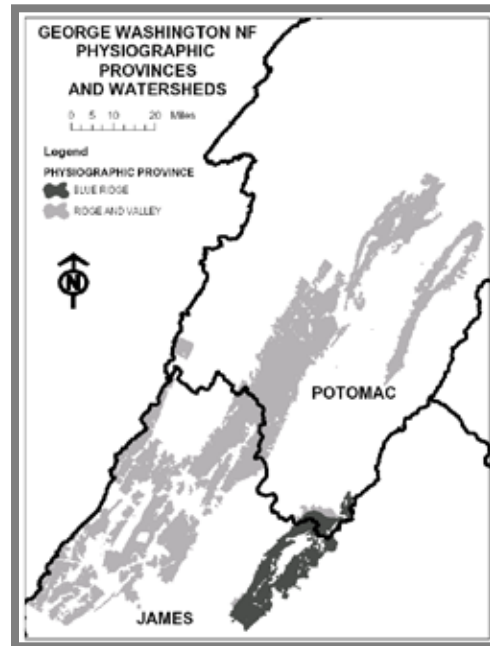 GEORGE WASHINGTON NF
PHYSIOGRAPHIC
PROVINCES
AND WATERSHEDS
0 5 10 20 Miles
Legend
PHYSIOGRAPHIC PROVINCE
BLUE RIDGE
RIDGE AND VALLEY
N
POTOMAC
JAMES